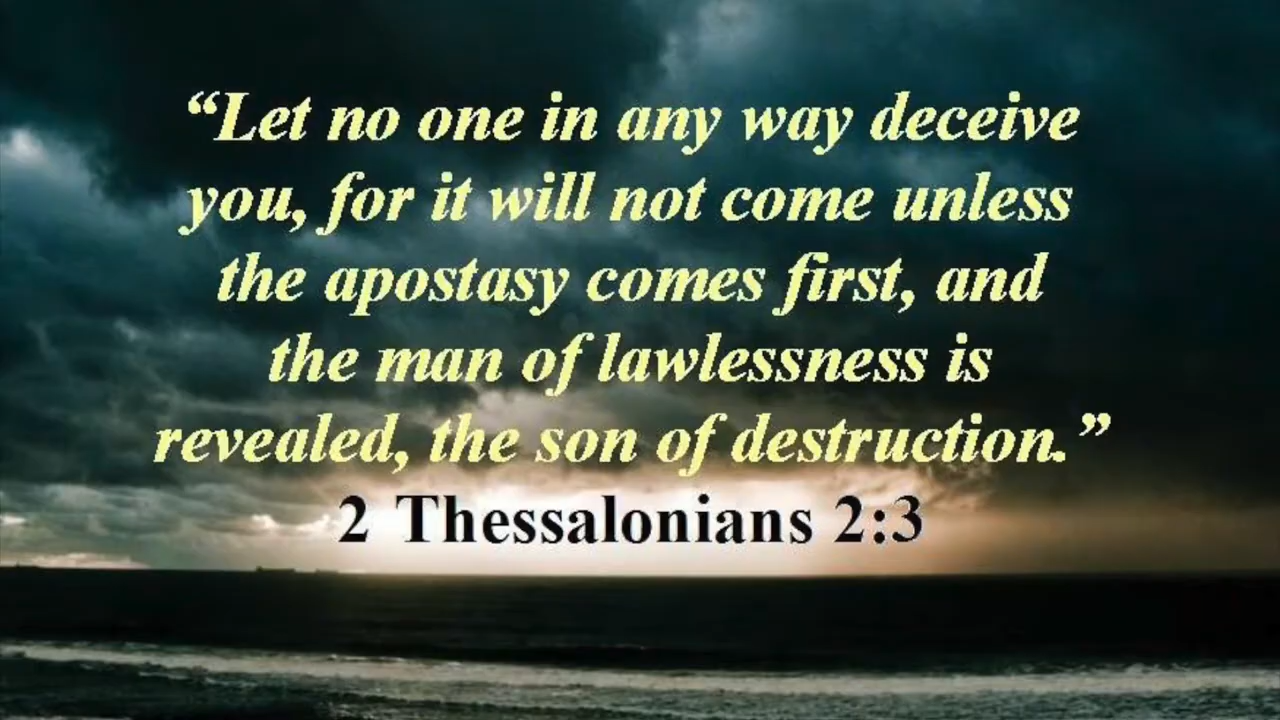 “Let no one in any way deceive
you, for it will not come unless
the apostasy comes first, and
the man of lawlessness is
revealed, the son of destruction.”
2 Thessalonians 2:3